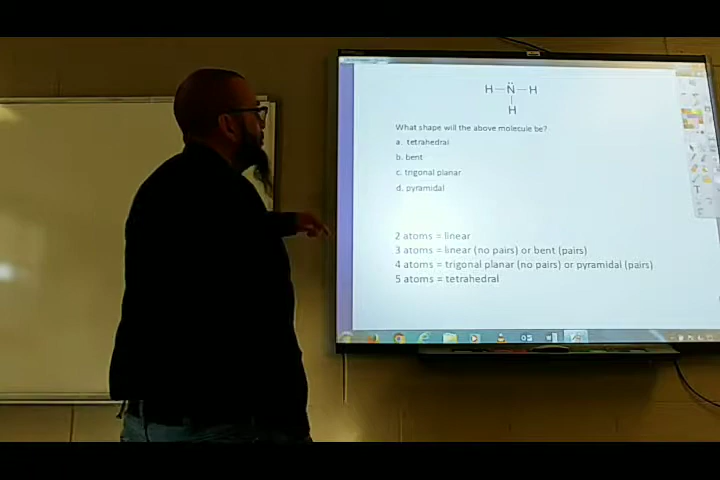 H—N̈—H
|
H
What shape will the above molecule be?
a. tetrahedral
b. bent
c. trigonal planar
d. pyramidal
2 atoms = linear
3 atoms = linear (no pairs) or bent (pairs)
4 atoms = trigonal planar (no pairs) or pyramidal (pairs)
5 atoms = tetrahedral